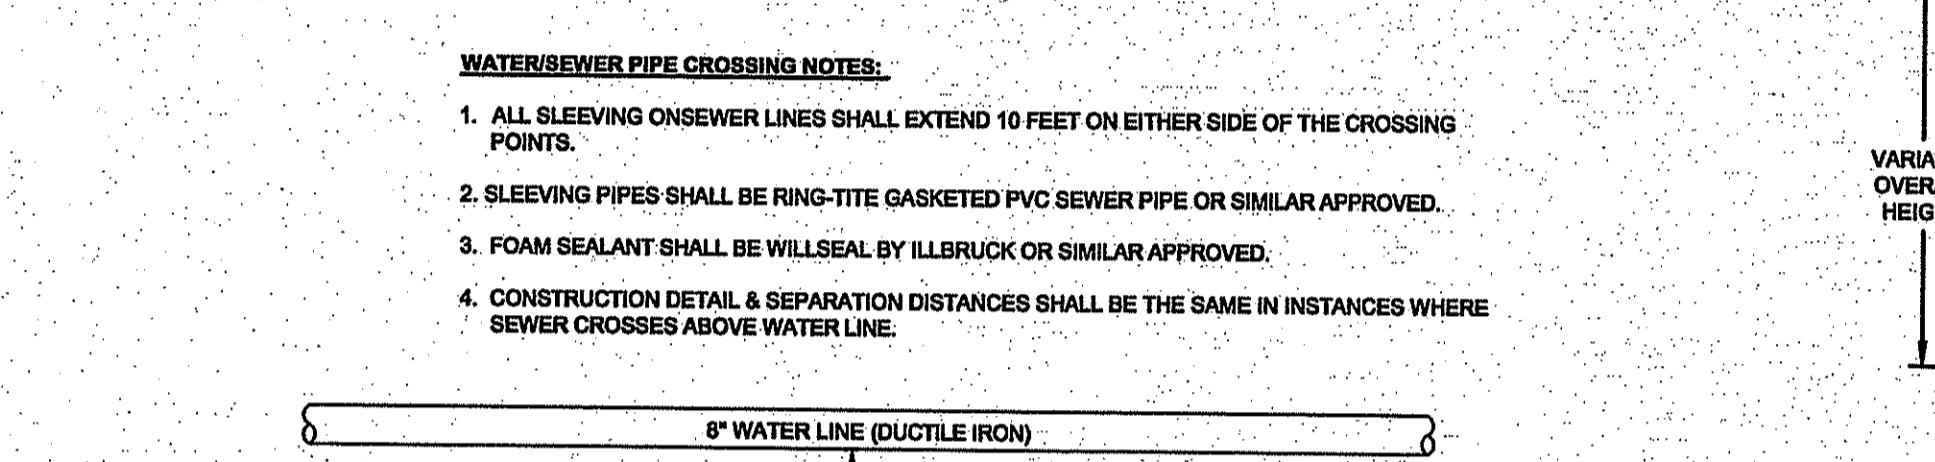 WATER/SEWER PIPE CROSSING NOTES:
1. ALL SLEEVING ONSEWER LINES SHALL EXTEND 10 FEET ON EITHER SIDE OF THE CROSSING
POINTS.
2. SLEEVING PIPES SHALL BE RING-TITE GASKETED PVC SEWER PIPE OR SIMILAR APPROVED.
3. FOAM SEALANT SHALL BE WILLSEAL BY ILLBRUCK OR SIMILAR APPROVED.
4. CONSTRUCTION DETAIL & SEPARATION DISTANCES SHALL BE THE SAME IN INSTANCES WHERE
SEWER CROSSES ABOVE WATER LINE.
8" WATER LINE (DUCTILE IRON)
VARIA
OVER
HEIG